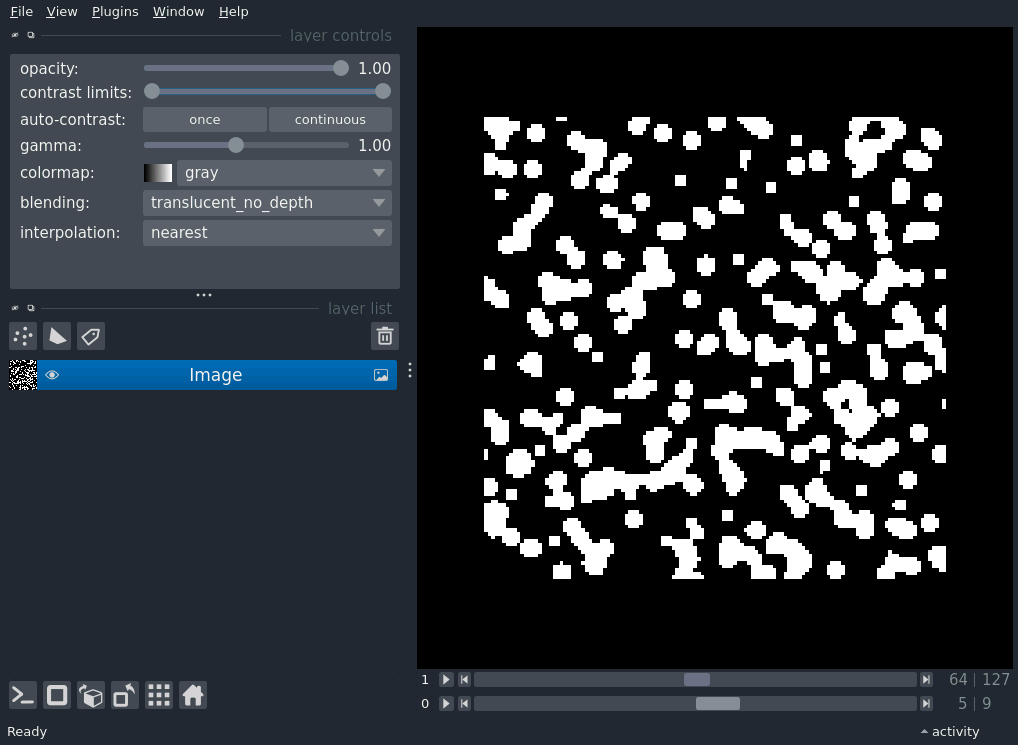 File View Plugins Window Help
layer controls
opacity: 1.00
contrast limits:
auto-contrast: once continuous
gamma: 1.00
colormap: gray
blending: translucent_no_depth
interpolation: nearest
layer list
Image
1 64 | 127
0 5 | 9
Ready activity